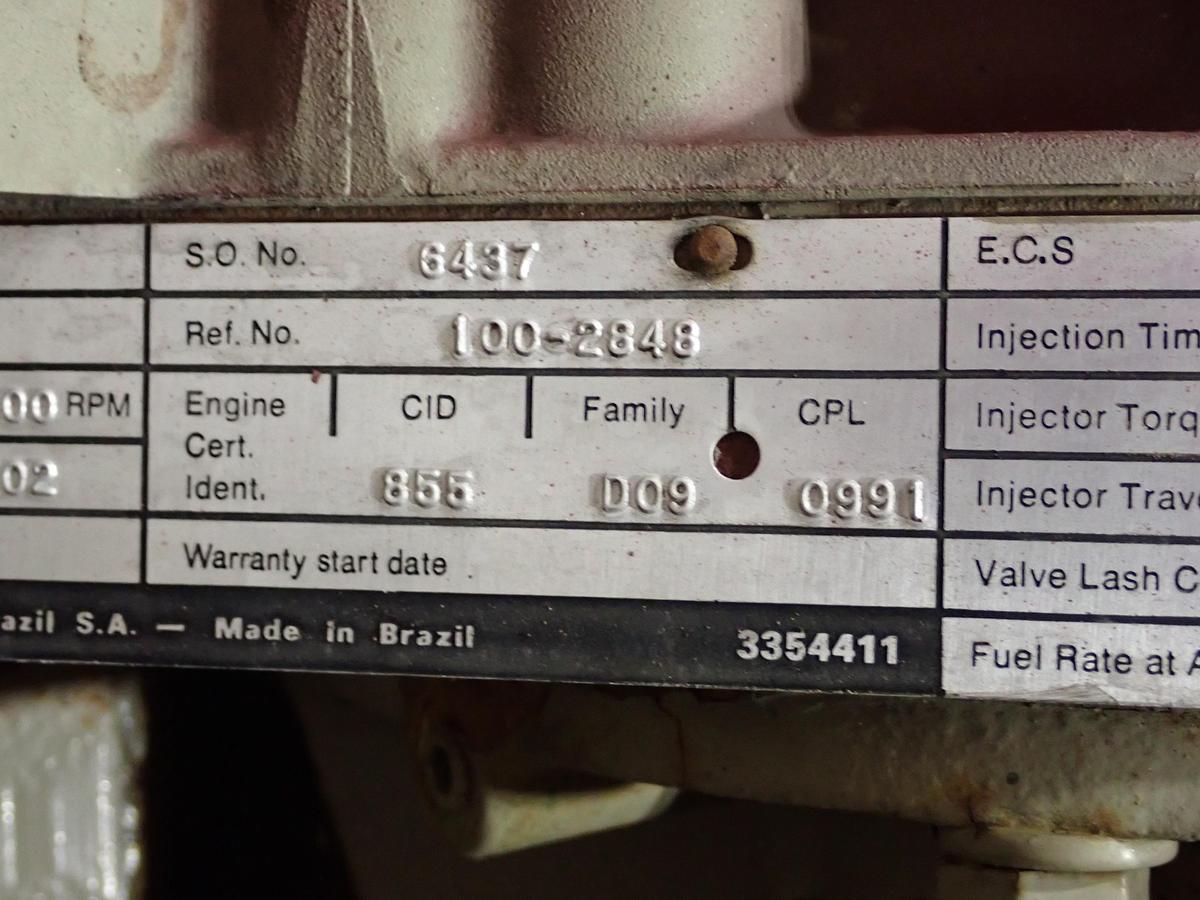 S.O. No. 6437
Ref. No. 100-2848
00 RPM
02
Engine Cert. Ident.
CID 855
Family D09
CPL 0991
Warranty start date
azil S.A. — Made in Brazil 3354411
E.C.S
Injection Tim
Injector Torq
Injector Trav
Valve Lash C
Fuel Rate at A